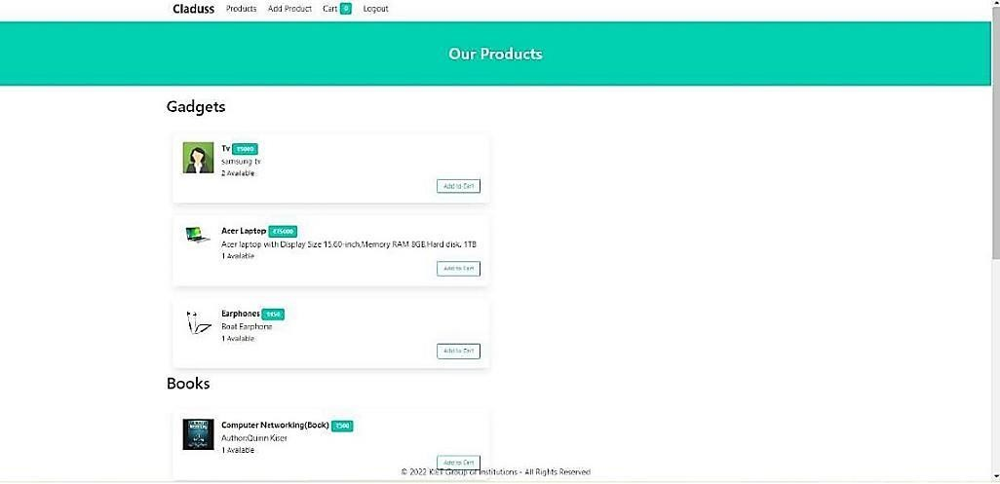 Claduss Products Add Product Cart 0 Logout
Our Products
Gadgets
Tv ₹5000
samsung tv
2 Available
Add to Cart
Acer Laptop ₹75000
Acer laptop with Display Size 15.60-inch,Memory RAM 8GB,Hard disk, 1TB
1 Available
Add to Cart
Earphones
Boat Earphone
1 Available
Add to Cart
Books
Computer Networking(Book) ₹500
Author:Quinn Kiser
1 Available
Add to Cart
© 2022 KIET Group of Institutions - All Rights Reserved